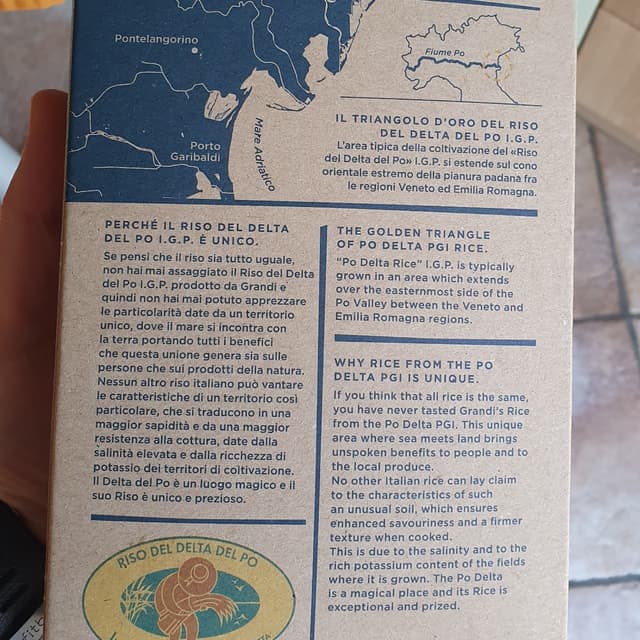 Pontelangorino
Fiume Po
Porto
Garibaldi
Mare Adriatico
IL TRIANGOLO D'ORO DEL RISO
DEL DELTA DEL PO I.G.P.
L'area tipica della coltivazione del «Riso
del Delta del Po» I.G.P. si estende sul cono
orientale estremo della pianura padana fra
le regioni Veneto ed Emilia Romagna.
PERCHÉ IL RISO DEL DELTA
DEL PO I.G.P. È UNICO.
Se pensi che il riso sia tutto uguale,
non hai mai assaggiato il Riso del Delta
del Po I.G.P. prodotto da Grandi e
quindi non hai mai potuto apprezzare
le particolarità date da un territorio
unico, dove il mare si incontra con
la terra portando tutti i benefici
che questa unione genera sia sulle
persone che sui prodotti della natura.
Nessun altro riso italiano può vantare
le caratteristiche di un territorio così
particolare, che si traducono in una
maggior sapidità e da una maggior
resistenza alla cottura, date dalla
salinità elevata e dalla ricchezza di
potassio dei territori di coltivazione.
Il Delta del Po è un luogo magico e il
suo Riso è unico e prezioso.
RISO DEL DELTA DEL PO
THE GOLDEN TRIANGLE
OF PO DELTA PGI RICE.
"Po Delta Rice" I.G.P. is typically
grown in an area which extends
over the easternmost side of the
Po Valley between the Veneto and
Emilia Romagna regions.
WHY RICE FROM THE PO
DELTA PGI IS UNIQUE.
If you think that all rice is the same,
you have never tasted Grandi's Rice
from the Po Delta PGI. This unique
area where sea meets land brings
unspoken benefits to people and to
the local produce.
No other Italian rice can lay claim
to the characteristics of such
an unusual soil, which ensures
enhanced savouriness and a firmer
texture when cooked.
This is due to the salinity and to the
rich potassium content of the fields
where it is grown. The Po Delta
is a magical place and its Rice is
exceptional and prized.